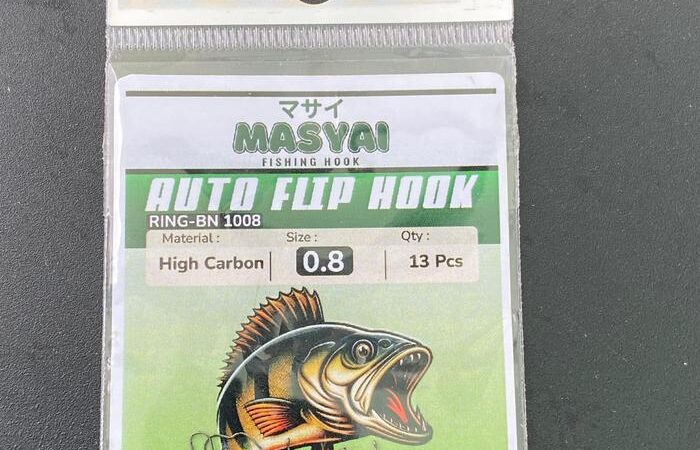 マサイ
MASYAI
FISHING HOOK
AUTO FLIP HOOK
RING-BN 1008
Material : Size : Qty :
High Carbon 0.8 13 Pcs